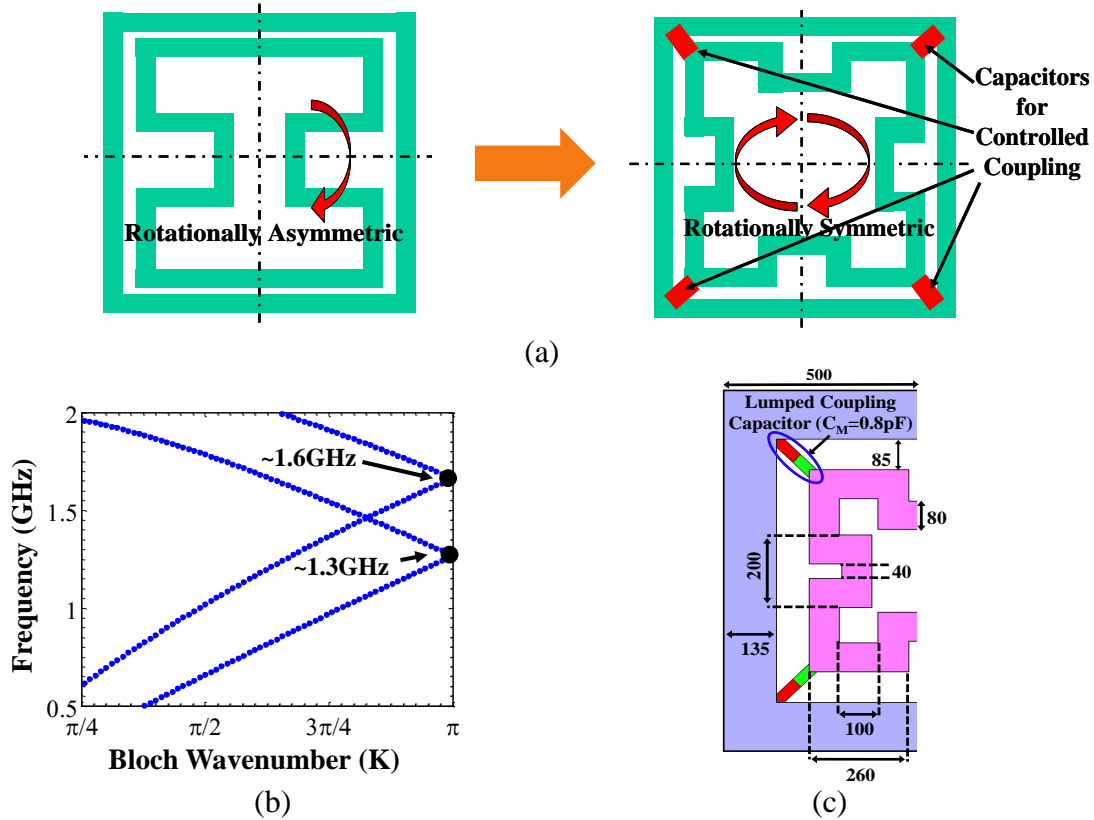 Capacitors
for
Controlled
Coupling
Rotationally Asymmetric
Rotationally Symmetric
(a)
2
1.5
1
0.5
Frequency (GHz)
~1.6GHz
~1.3GHz
π/4
π/2
3π/4
π
Bloch Wavenumber (K)
(b)
500
Lumped Coupling
Capacitor (C_M=0.8pF)
85
80
200
40
135
100
260
(c)